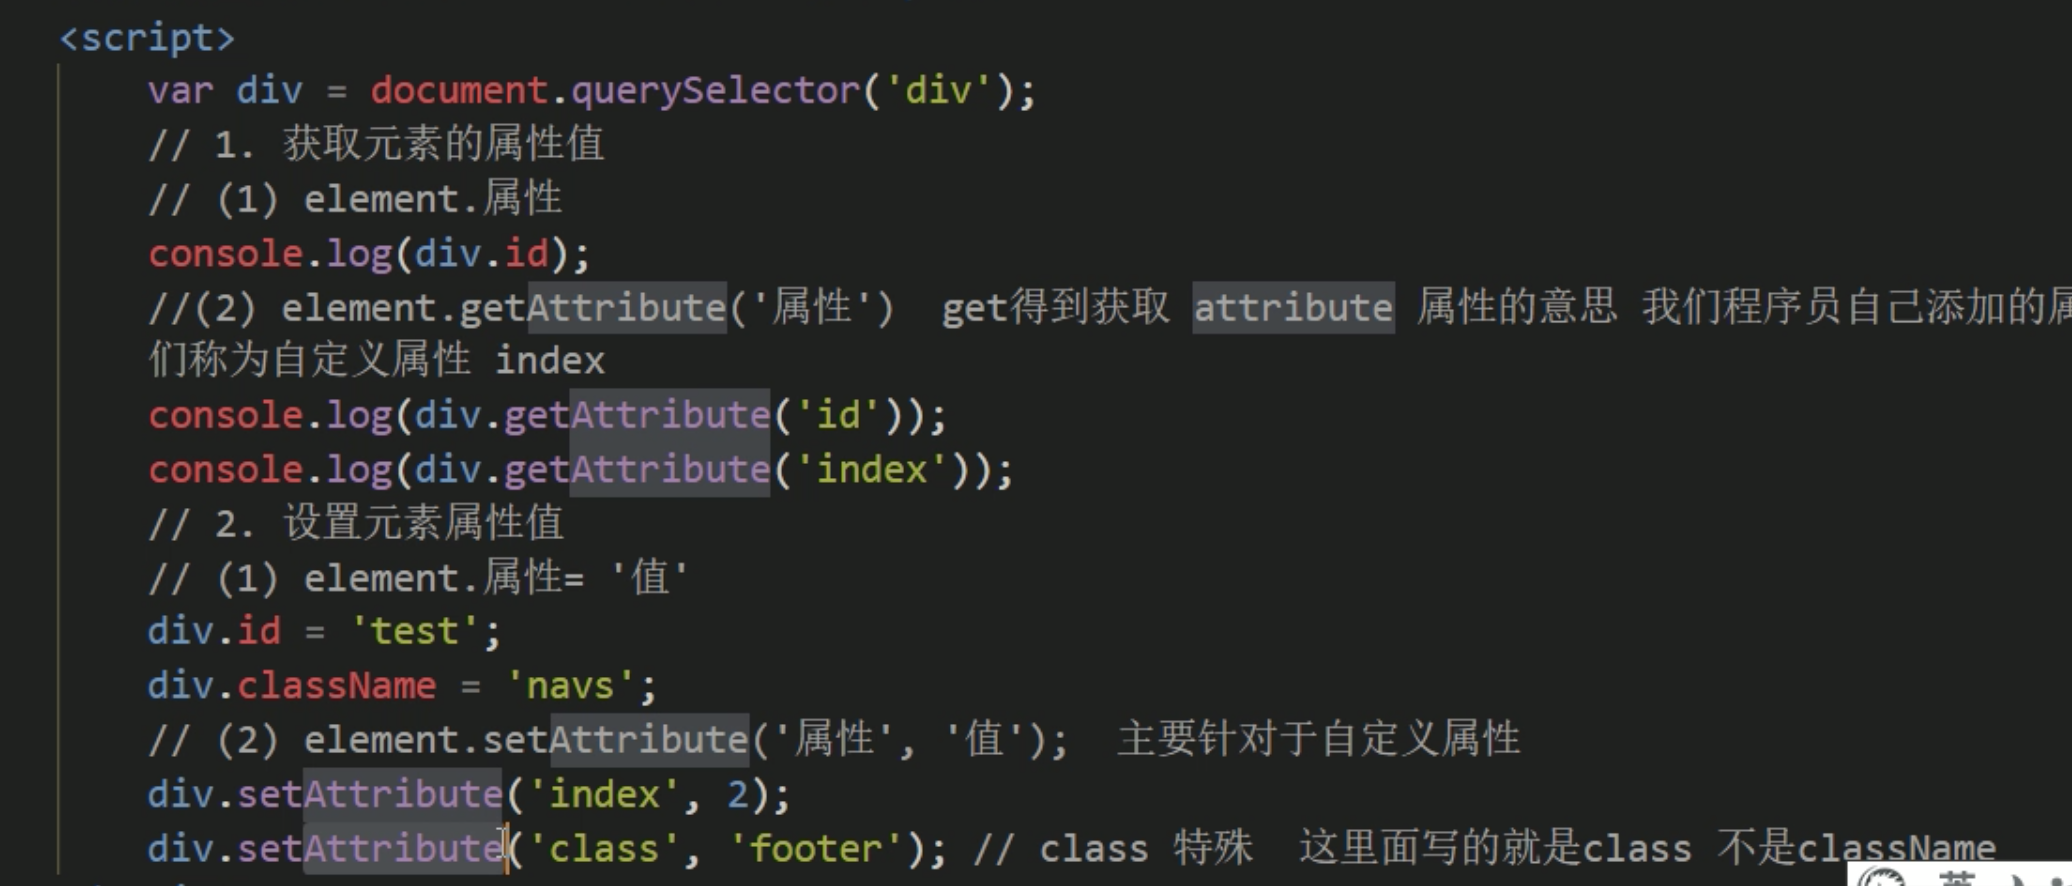 <script>
var div = document.querySelector('div');
// 1. 获取元素的属性值
// (1) element.属性
console.log(div.id);
//(2) element.getAttribute('属性')  get得到获取 attribute 属性的意思 我们程序员自己添加的属
们称为自定义属性 index
console.log(div.getAttribute('id'));
console.log(div.getAttribute('index'));
// 2. 设置元素属性值
// (1) element.属性= '值'
div.id = 'test';
div.className = 'navs';
// (2) element.setAttribute('属性', '值');  主要针对于自定义属性
div.setAttribute('index', 2);
div.setAttribute('class', 'footer'); // class 特殊  这里面写的就是class 不是className
英